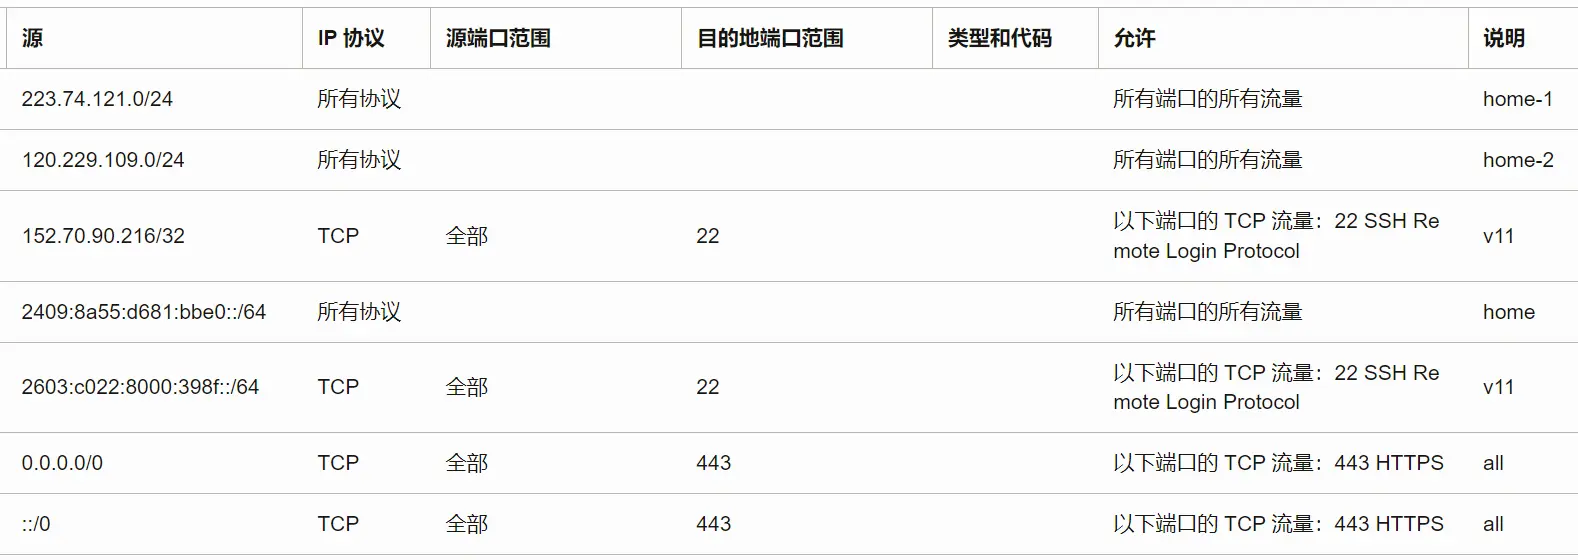 源 IP 协议 源端口范围 目的地端口范围 类型和代码 允许 说明
223.74.121.0/24 所有协议 所有端口的所有流量 home-1
120.229.109.0/24 所有协议 所有端口的所有流量 home-2
152.70.90.216/32 TCP 全部 22 以下端口的 TCP 流量：22 SSH Re
mote Login Protocol v11
2409:8a55:d681:bbe0::/64 所有协议 所有端口的所有流量 home
2603:c022:8000:398f::/64 TCP 全部 22 以下端口的 TCP 流量：22 SSH Re
mote Login Protocol v11
0.0.0.0/0 TCP 全部 443 以下端口的 TCP 流量：443 HTTPS all
::/0 TCP 全部 443 以下端口的 TCP 流量：443 HTTPS all